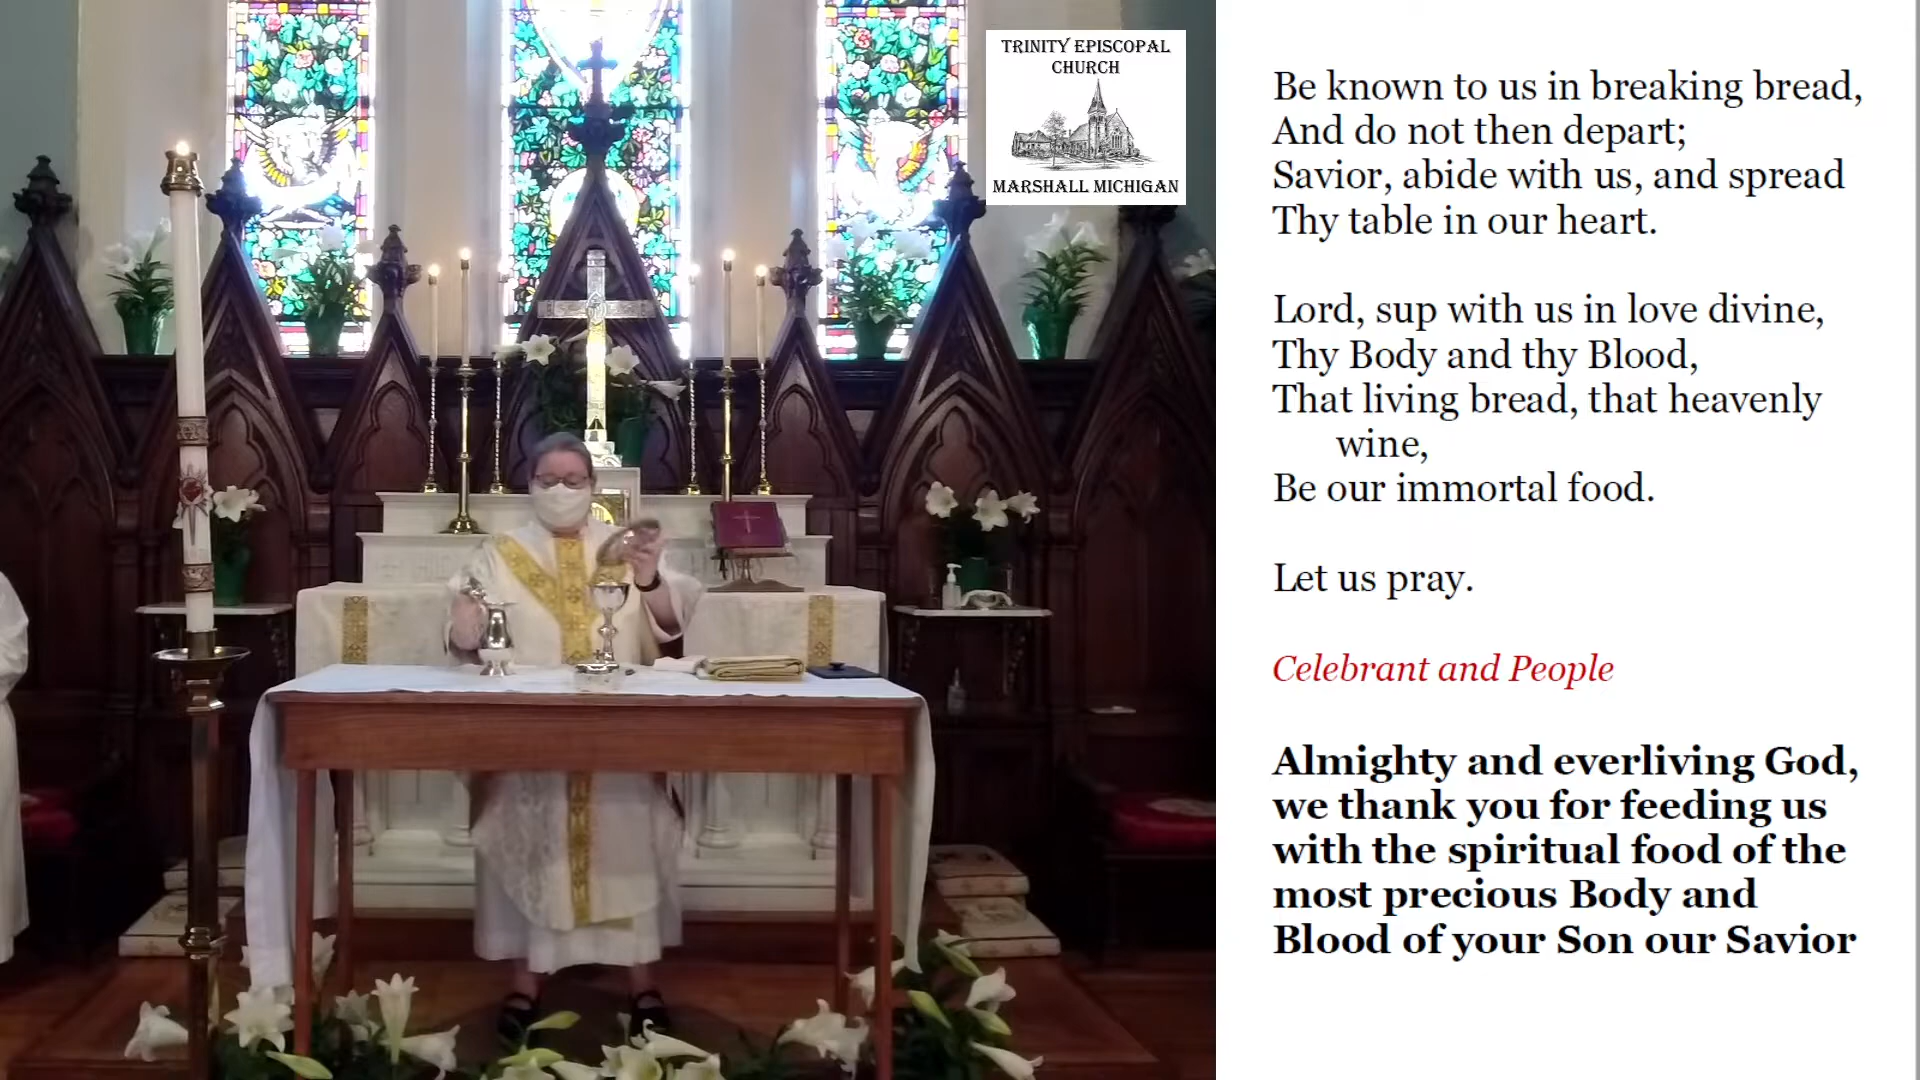 TRINITY EPISCOPAL
CHURCH
MARSHALL MICHIGAN
Be known to us in breaking bread,
And do not then depart;
Savior, abide with us, and spread
Thy table in our heart.
Lord, sup with us in love divine,
Thy Body and thy Blood,
That living bread, that heavenly
wine,
Be our immortal food.
Let us pray.
Celebrant and People
Almighty and everliving God,
we thank you for feeding us
with the spiritual food of the
most precious Body and
Blood of your Son our Savior